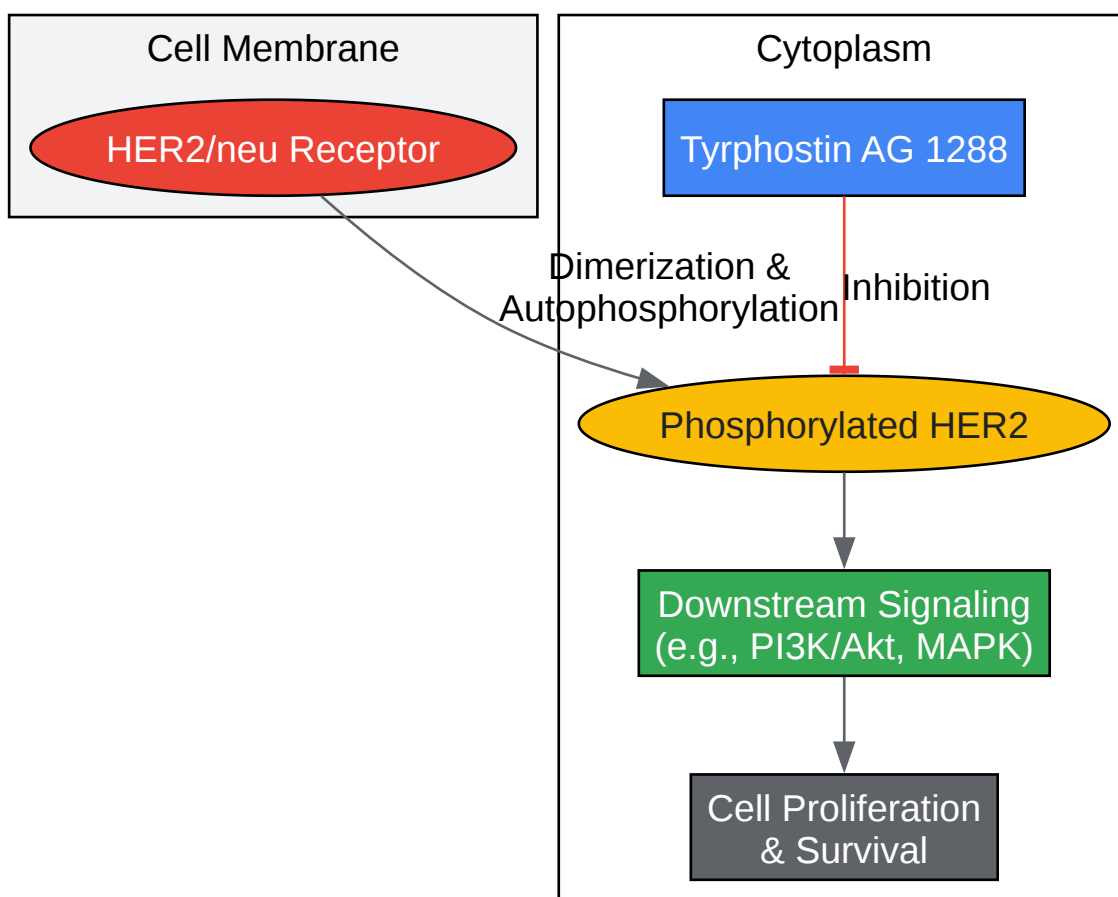 Cell Membrane
HER2/neu Receptor
Cytoplasm
Tyrphostin AG 1288
Dimerization &
Autophosphorylation
Inhibition
Phosphorylated HER2
Downstream Signaling
(e.g., PI3K/Akt, MAPK)
Cell Proliferation
& Survival